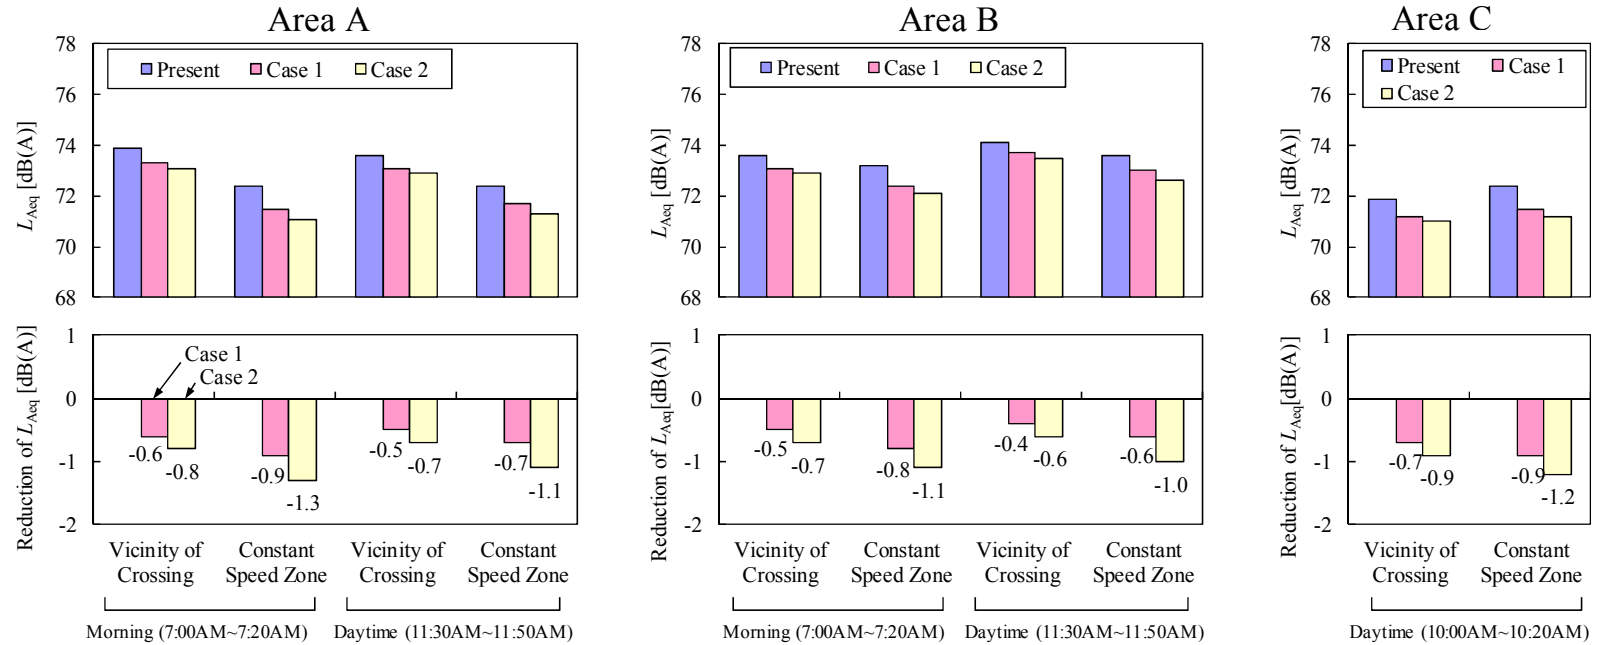 Area A
78
76
74
72
70
68
L Aeq [dB(A)]
Present Case 1 Case 2
1
0
-1
-2
Reduction of L Aeq [dB(A)]
Case 1
Case 2
-0.6
-0.8
-0.9
-1.3
-0.5
-0.7
-0.7
-1.1
Vicinity of
Crossing
Constant
Speed Zone
Vicinity of
Crossing
Constant
Speed Zone
Morning (7:00AM~7:20AM)
Daytime (11:30AM~11:50AM)
Area B
78
76
74
72
70
68
L Aeq [dB(A)]
Present Case 1 Case 2
1
0
-1
-2
Reduction of L Aeq[dB(A)]
-0.5
-0.7
-0.8
-1.1
-0.4
-0.6
-0.6
-1.0
Vicinity of
Crossing
Constant
Speed Zone
Vicinity of
Crossing
Constant
Speed Zone
Morning (7:00AM~7:20AM)
Daytime (11:30AM~11:50AM)
Area C
78
76
74
72
70
68
L Aeq [dB(A)]
Present Case 1
Case 2
1
0
-1
-2
Reduction of L Aeq[dB(A)]
-0.7
-0.9
-0.9
-1.2
Vicinity of
Crossing
Constant
Speed Zone
Daytime (10:00AM~10:20AM)